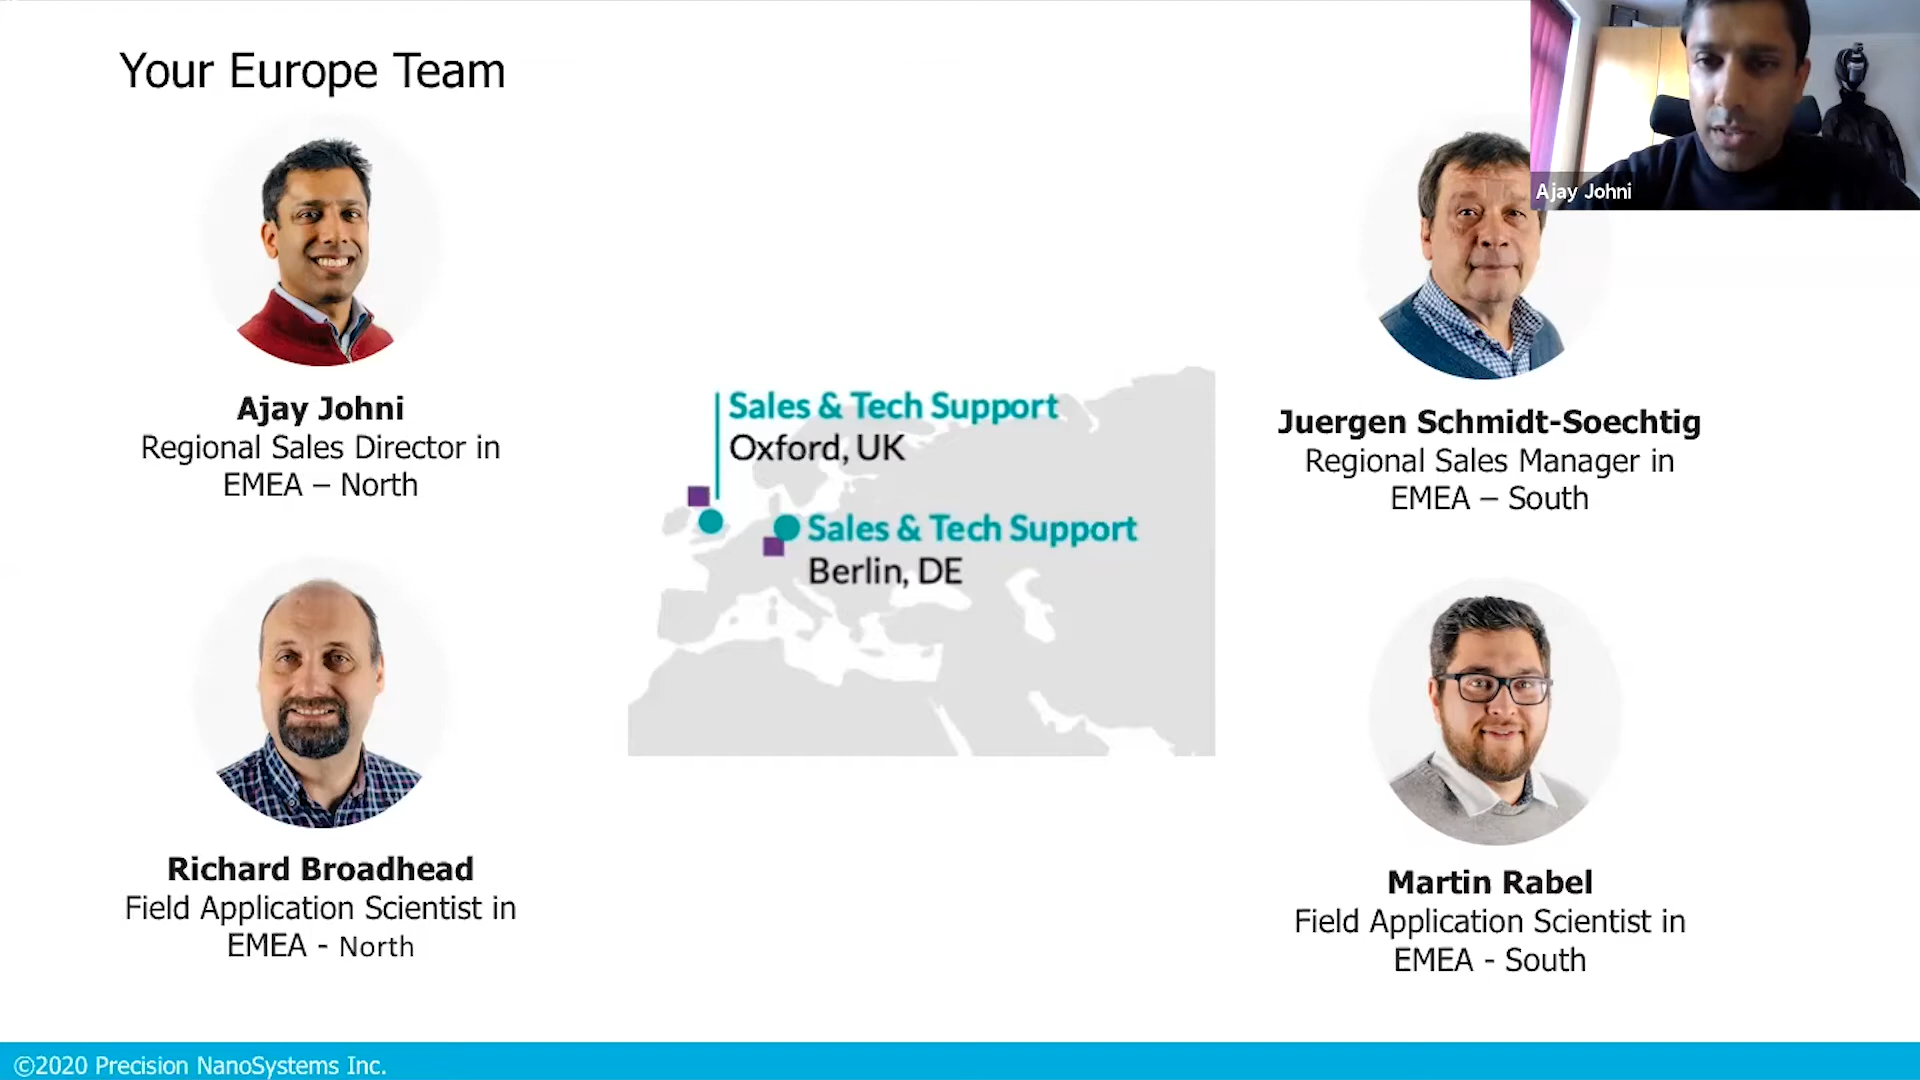 Your Europe Team
Ajay Johni
Ajay Johni
Regional Sales Director in
EMEA – North
Sales & Tech Support
Oxford, UK
Sales & Tech Support
Berlin, DE
Juergen Schmidt-Soechtig
Regional Sales Manager in
EMEA – South
Richard Broadhead
Field Application Scientist in
EMEA - North
Martin Rabel
Field Application Scientist in
EMEA - South
©2020 Precision NanoSystems Inc.